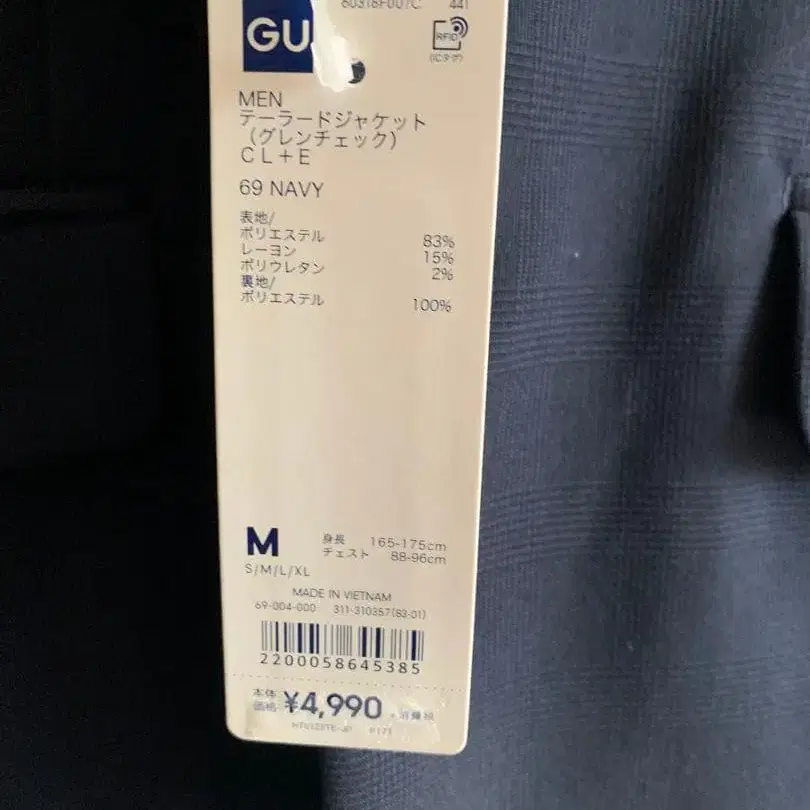 441
GU
RFID
(ICタグ)
MEN
テーラードジャケット
(グレンチェック)
CL+E
69 NAVY
表地/
ポリエステル 83%
レーヨン 15%
ポリウレタン 2%
裏地/
ポリエステル 100%
M 身長 165-175cm
チェスト 88-96cm
S/M/L/XL
MADE IN VIETNAM
69-004-000 311-310357(83-01)
2200058645385
本体
価格 ¥4,990 +消費税